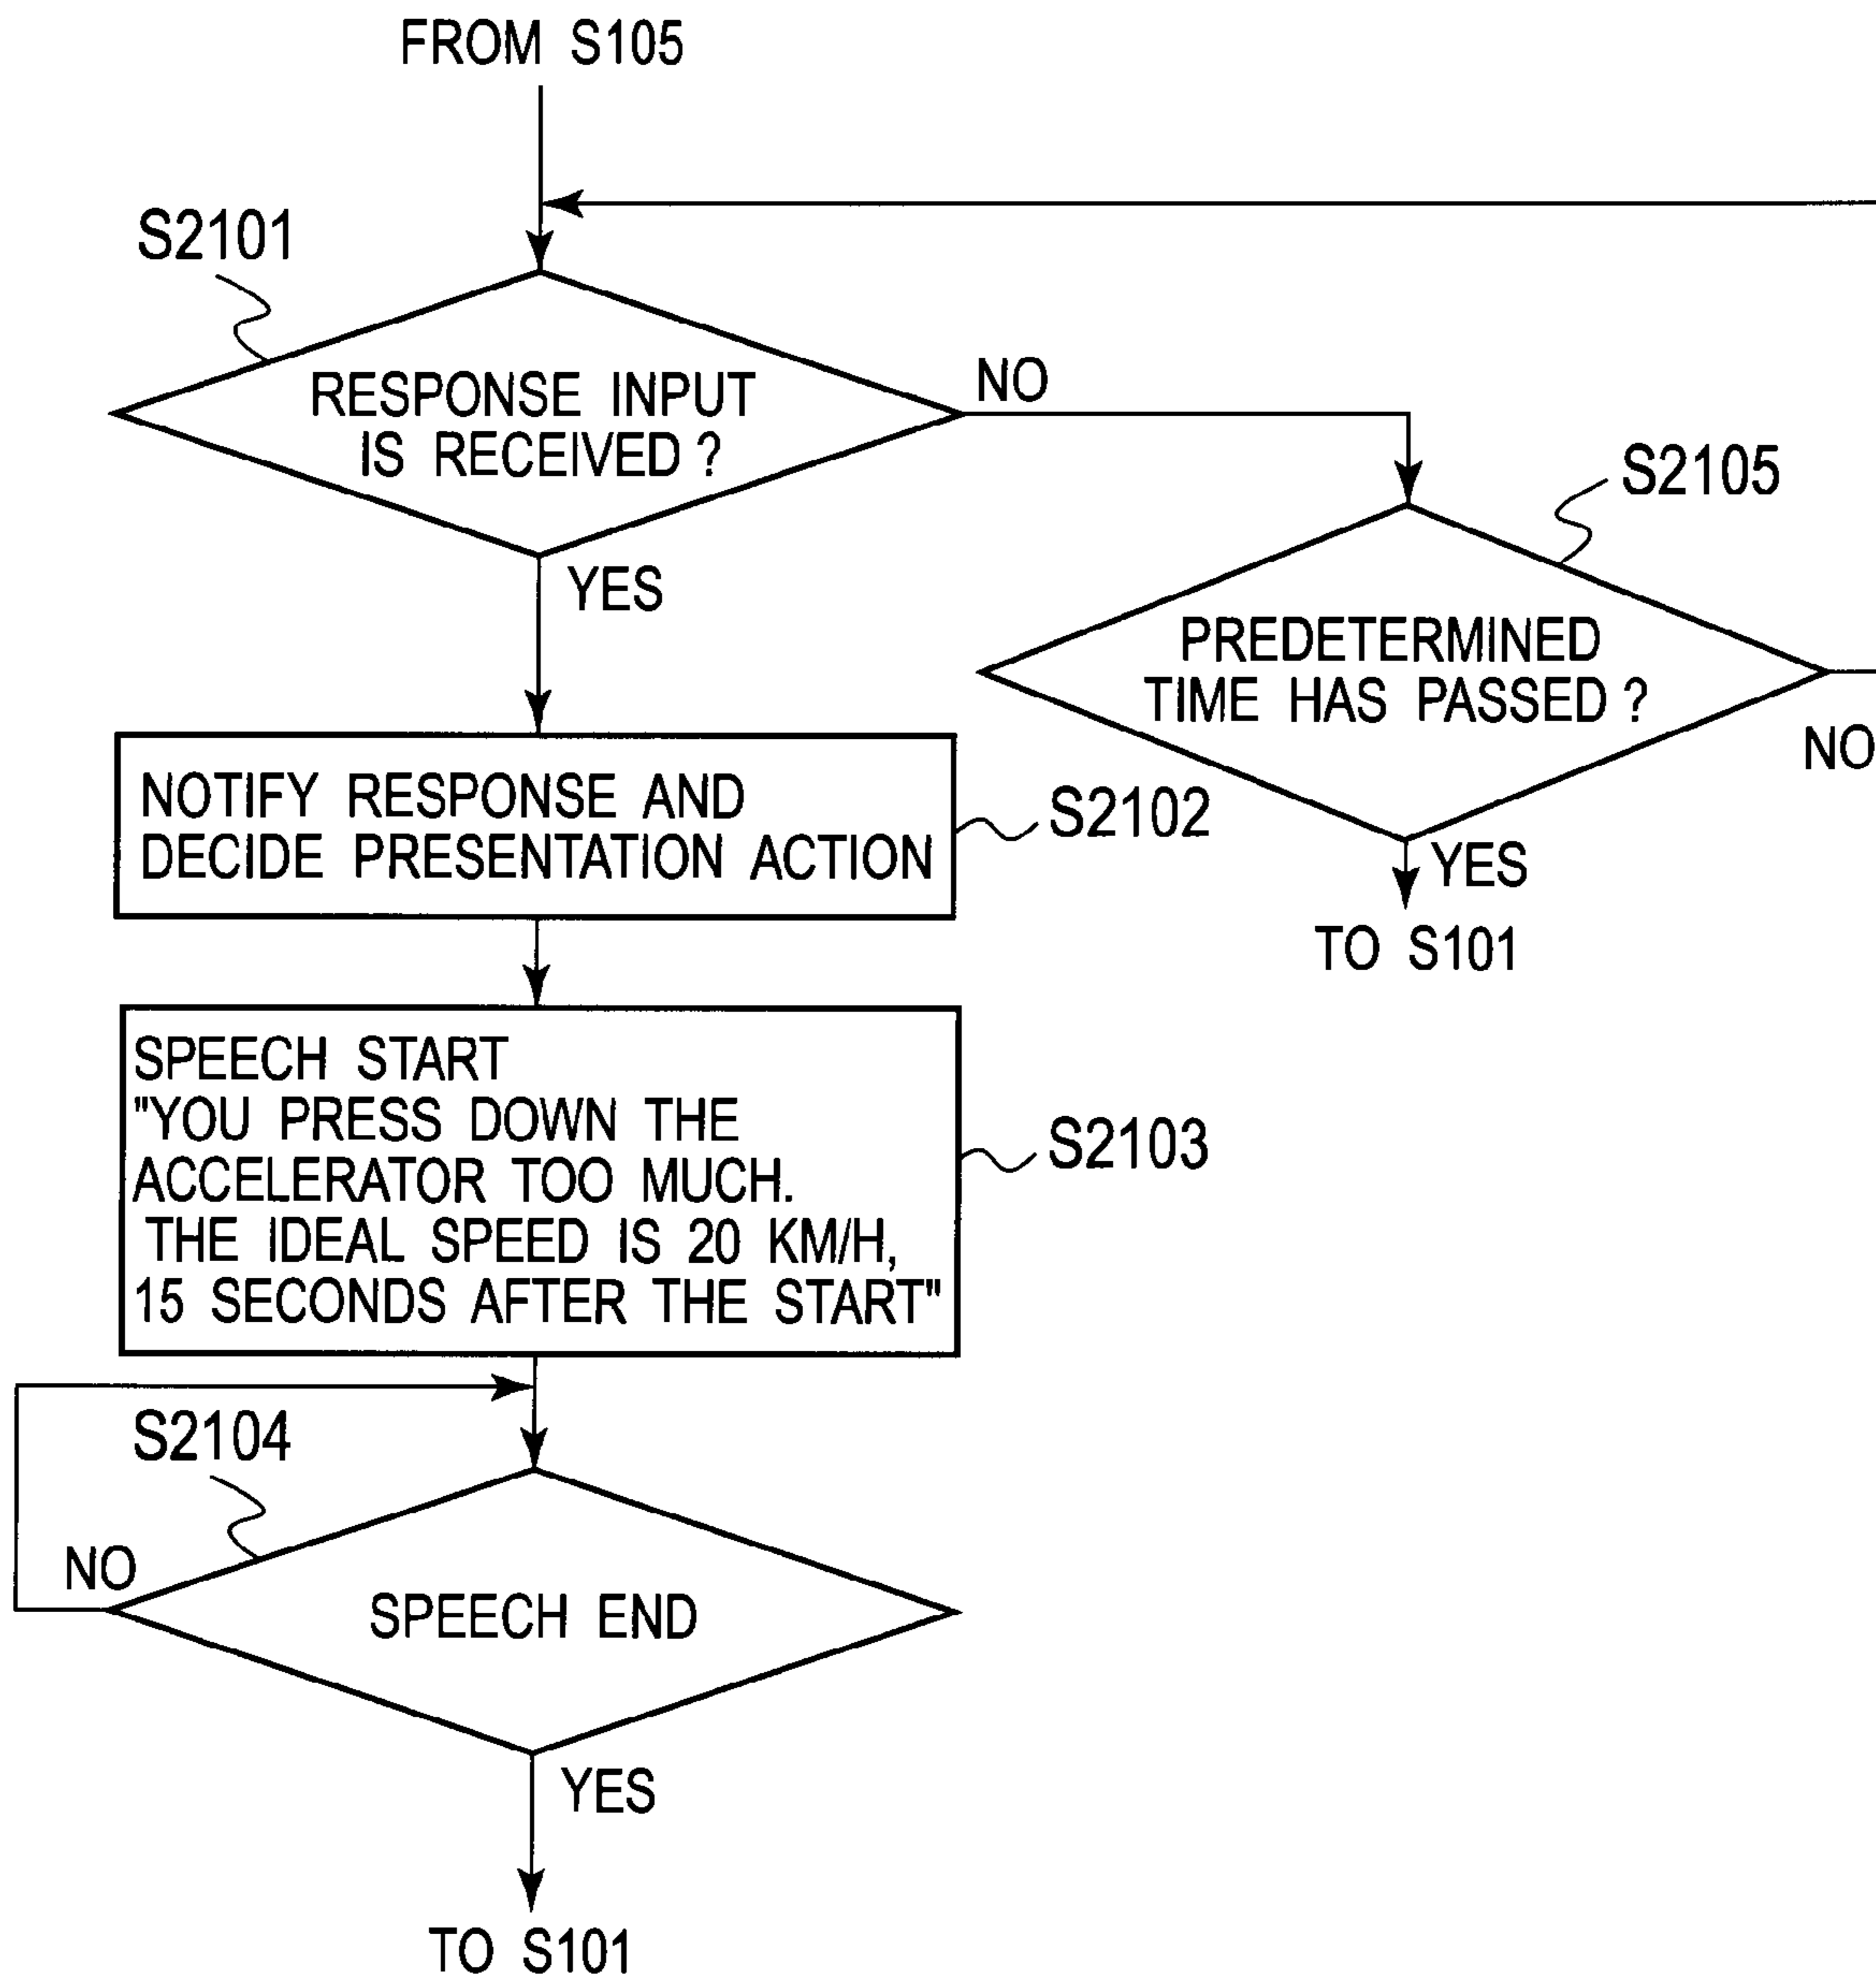 FROM S105
S2101
RESPONSE INPUT
IS RECEIVED ?
NO
YES
S2105
PREDETERMINED
TIME HAS PASSED ?
NO
YES
TO S101
NOTIFY RESPONSE AND
DECIDE PRESENTATION ACTION
S2102
SPEECH START
"YOU PRESS DOWN THE
ACCELERATOR TOO MUCH.
THE IDEAL SPEED IS 20 KM/H,
15 SECONDS AFTER THE START"
S2103
S2104
NO
SPEECH END
YES
TO S101